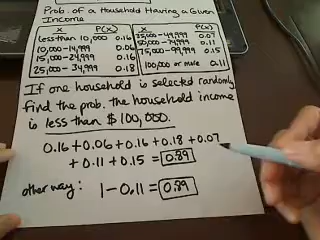 Prob. of a Household Having a Given
Income
x P(x) x P(x)
less than 10,000 0.16 35,000-49,999 0.07
10,000-14,999 0.06 50,000-74,999 0.11
15,000-24,999 0.16 75,000-99,999 0.15
25,000-34,999 0.18 100,000 or more 0.11
If one household is selected randomly
find the prob. the household income
is less than $100,000.
0.16+0.06+0.16+0.18+0.07
+0.11+0.15=0.89
other way: 1-0.11=0.89